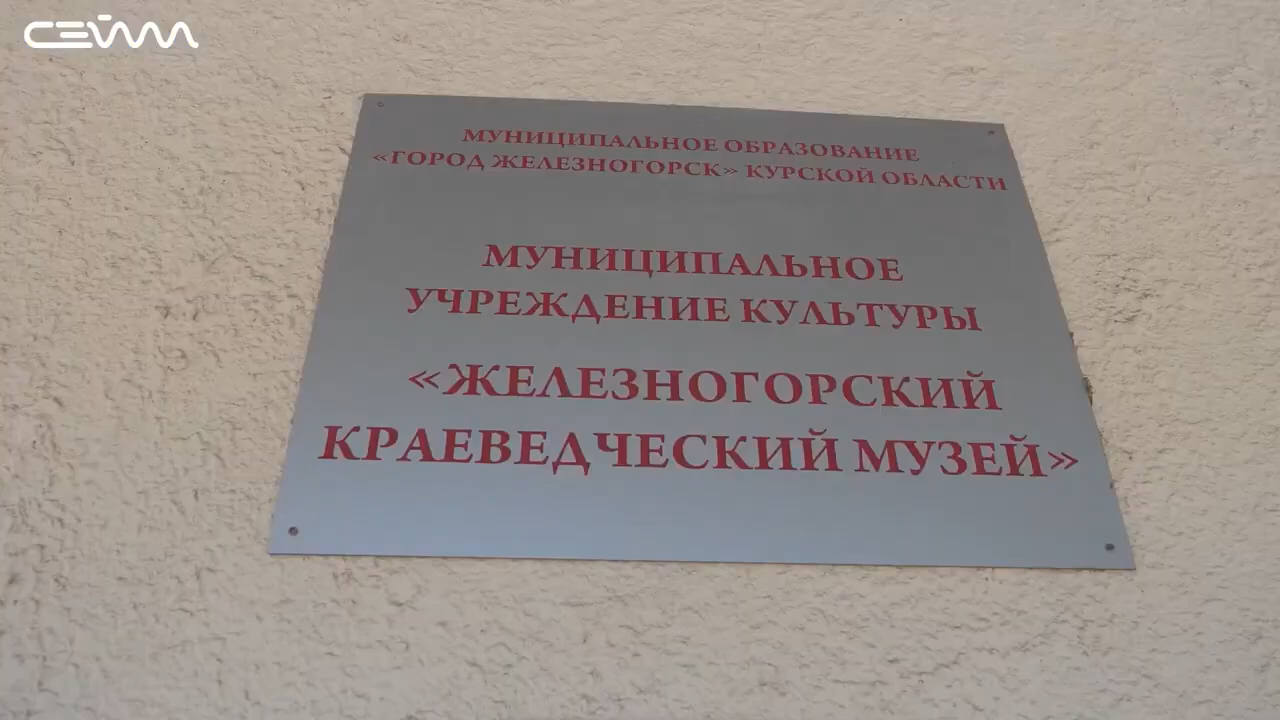 СЕЙМ
МУНИЦИПАЛЬНОЕ ОБРАЗОВАНИЕ
«ГОРОД ЖЕЛЕЗНОГОРСК» КУРСКОЙ ОБЛАСТИ
МУНИЦИПАЛЬНОЕ
УЧРЕЖДЕНИЕ КУЛЬТУРЫ
«ЖЕЛЕЗНОГОРСКИЙ
КРАЕВЕДЧЕСКИЙ МУЗЕЙ»